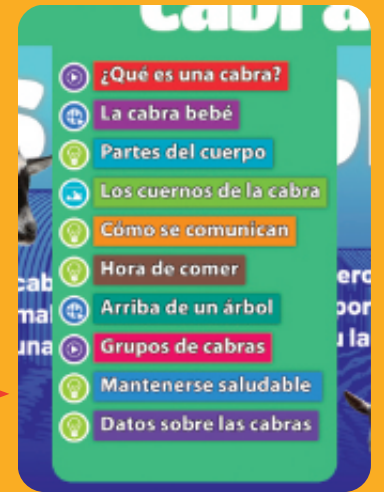 Cabra
¿Qué es una cabra?
La cabra bebé
Partes del cuerpo
Los cuernos de la cabra
Cómo se comunican
Hora de comer
Arriba de un árbol
Grupos de cabras
Mantenerse saludable
Datos sobre las cabras